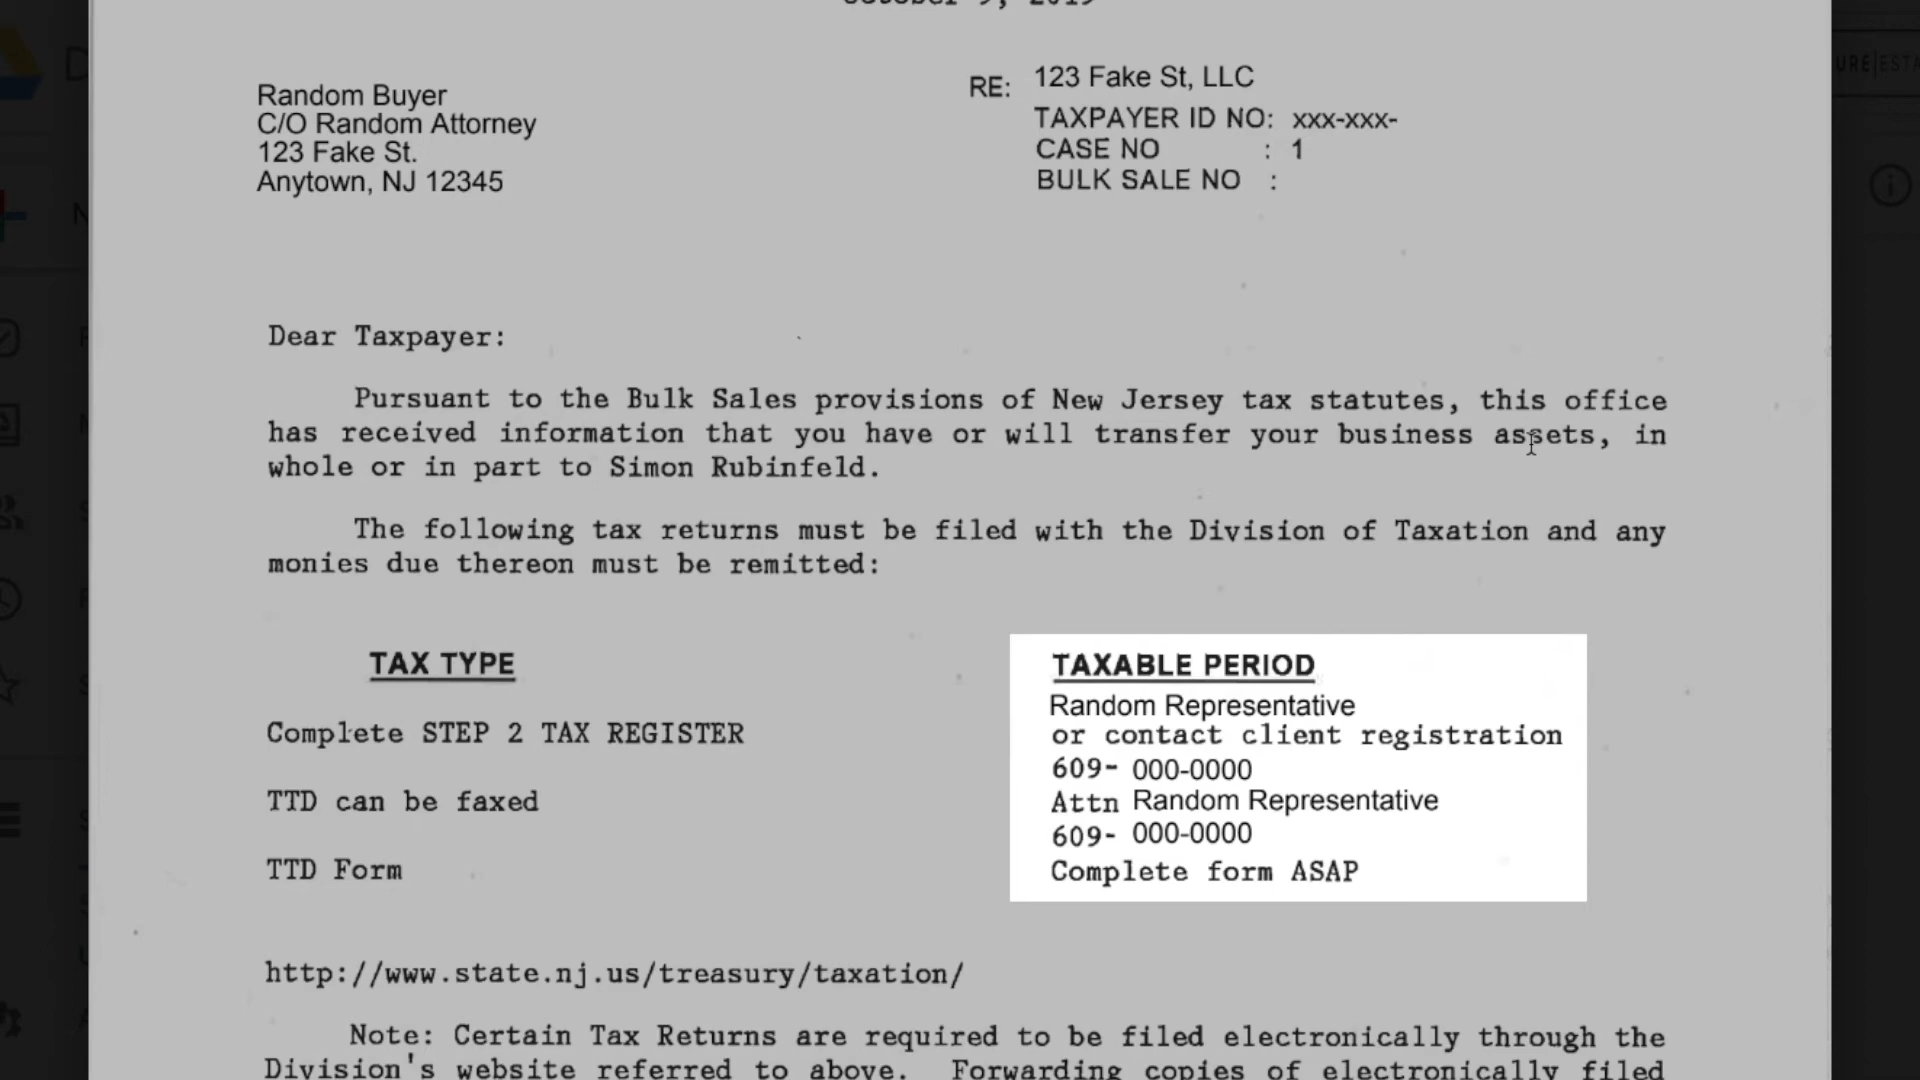 Random Buyer
C/O Random Attorney
123 Fake St.
Anytown, NJ 12345
RE: 123 Fake St, LLC
TAXPAYER ID NO: xxx-xxx-
CASE NO : 1
BULK SALE NO :
Dear Taxpayer:
Pursuant to the Bulk Sales provisions of New Jersey tax statutes, this office
has received information that you have or will transfer your business assets, in
whole or in part to Simon Rubinfeld.
The following tax returns must be filed with the Division of Taxation and any
monies due thereon must be remitted:
TAX TYPE
Complete STEP 2 TAX REGISTER
TTD can be faxed
TTD Form
TAXABLE PERIOD
Random Representative
or contact client registration
609- 000-0000
Attn Random Representative
609- 000-0000
Complete form ASAP
http://www.state.nj.us/treasury/taxation/
Note: Certain Tax Returns are required to be filed electronically through the
Division's website referred to above. Forwarding copies of electronically filed